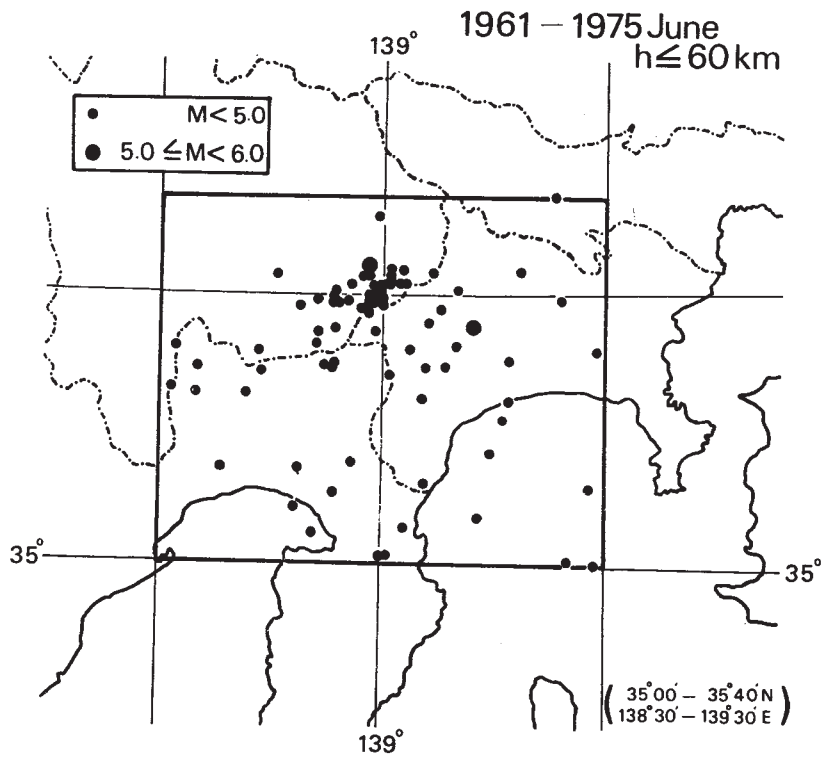 1961 – 1975 June
h≦60 km
139°
M< 5.0
5.0 ≦M< 6.0
35°
35°
35°00′ – 35°40′N
138°30′ – 139°30′E
139°